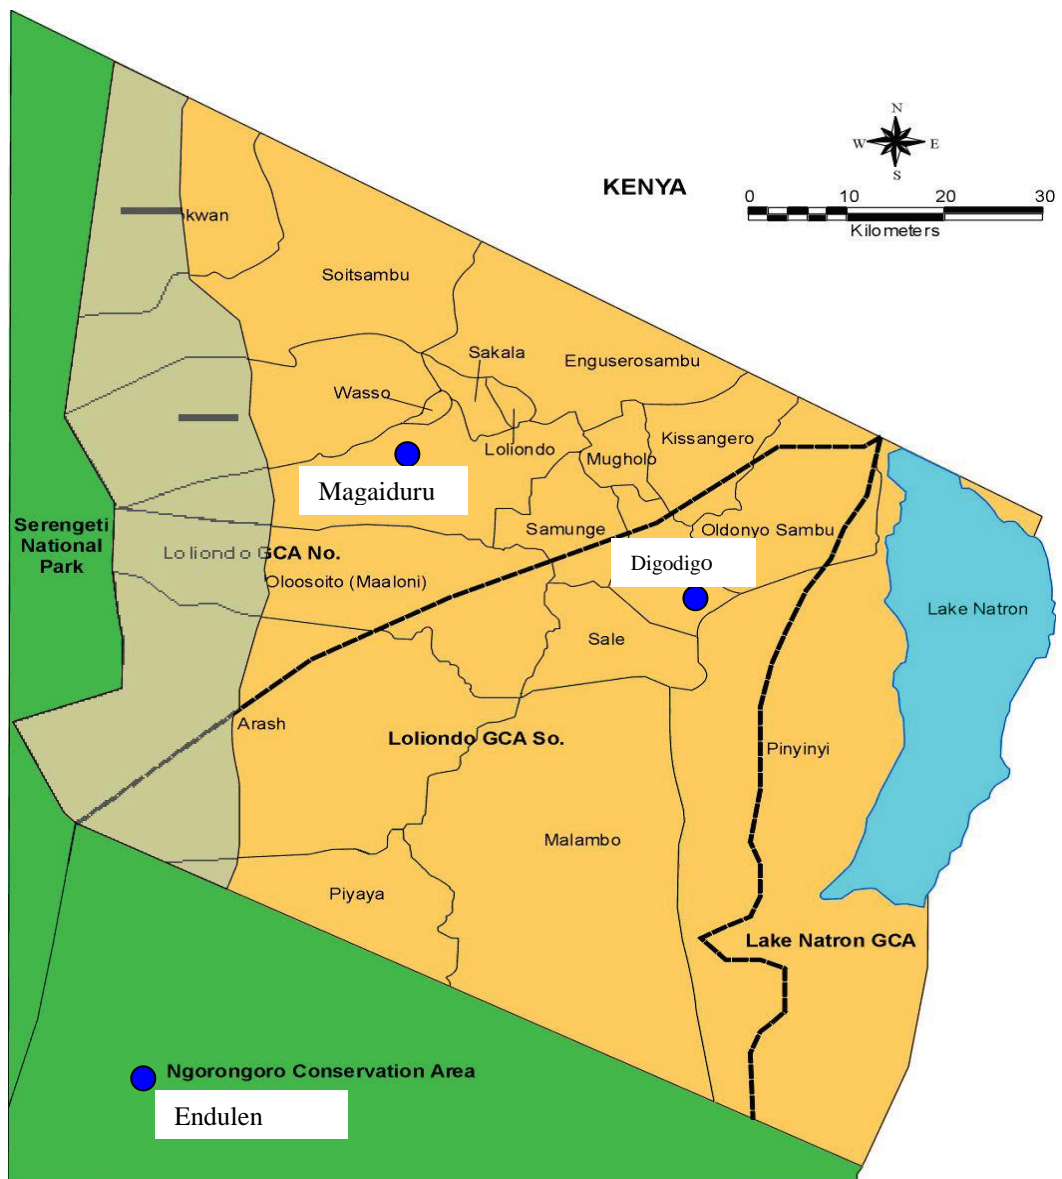 N
W E
S
KENYA
0 10 20 30
Kilometers
kwan
Soitsambu
Sakala
Enguserosambu
Wasso
Kissangero
Loliondo
Mugholo
Magaiduru
Serengeti
National
Park
Samunge
Oldonyo Sambu
Loliondo GCA No.
Digodigo
Oloosoito (Maaloni)
Lake Natron
Sale
Arash
Loliondo GCA So.
Pinyinyi
Malambo
Piyaya
Lake Natron GCA
Ngorongoro Conservation Area
Endulen